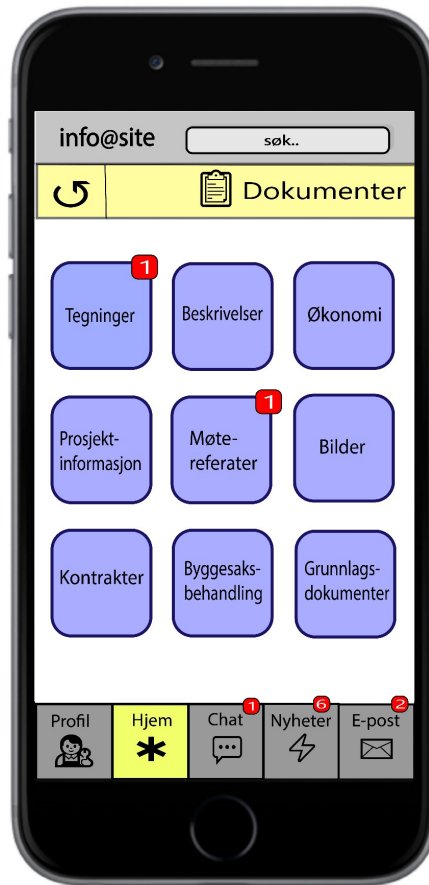 info@site
søk..
Dokumenter
1
Tegninger
Beskrivelser
Økonomi
1
Prosjekt-
informasjon
Møte-
referater
Bilder
Kontrakter
Byggesaks-
behandling
Grunnlags-
dokumenter
Profil
Hjem
Chat
1
Nyheter
6
E-post
2